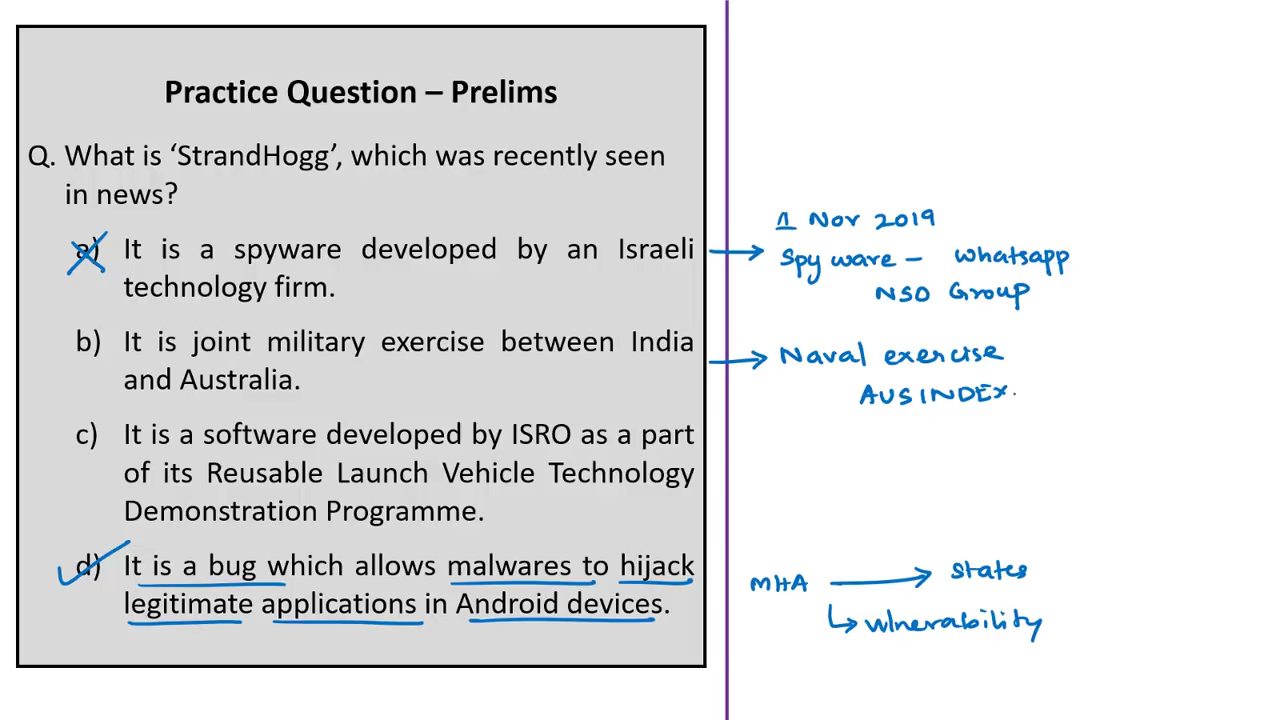 Practice Question – Prelims
Q. What is ‘StrandHogg’, which was recently seen
in news?
a) It is a spyware developed by an Israeli
technology firm.
b) It is joint military exercise between India
and Australia.
c) It is a software developed by ISRO as a part
of its Reusable Launch Vehicle Technology
Demonstration Programme.
d) It is a bug which allows malwares to hijack
legitimate applications in Android devices.
1 Nov 2019
Spyware – Whatsapp
NSO Group
Naval exercise
AUSINDEX
MHA → states
↳ vulnerability